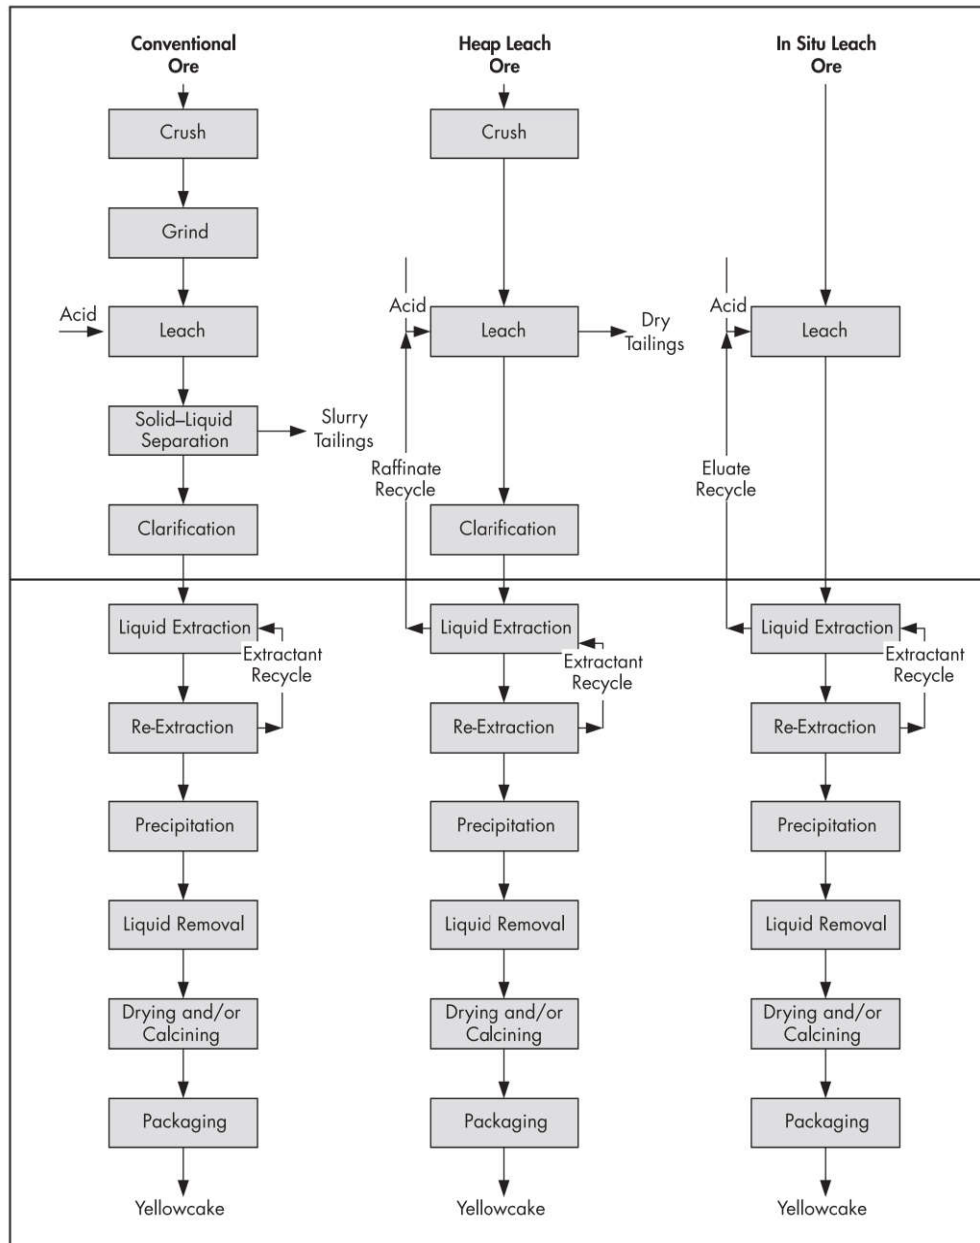 Conventional
Ore
Crush
Grind
Acid
Leach
Solid–Liquid
Separation
Slurry
Tailings
Clarification
Liquid Extraction
Extractant
Recycle
Re-Extraction
Precipitation
Liquid Removal
Drying and/or
Calcining
Packaging
Yellowcake
Heap Leach
Ore
Crush
Acid
Leach
Dry
Tailings
Raffinate
Recycle
Clarification
Liquid Extraction
Extractant
Recycle
Re-Extraction
Precipitation
Liquid Removal
Drying and/or
Calcining
Packaging
Yellowcake
In Situ Leach
Ore
Acid
Leach
Eluate
Recycle
Liquid Extraction
Extractant
Recycle
Re-Extraction
Precipitation
Liquid Removal
Drying and/or
Calcining
Packaging
Yellowcake